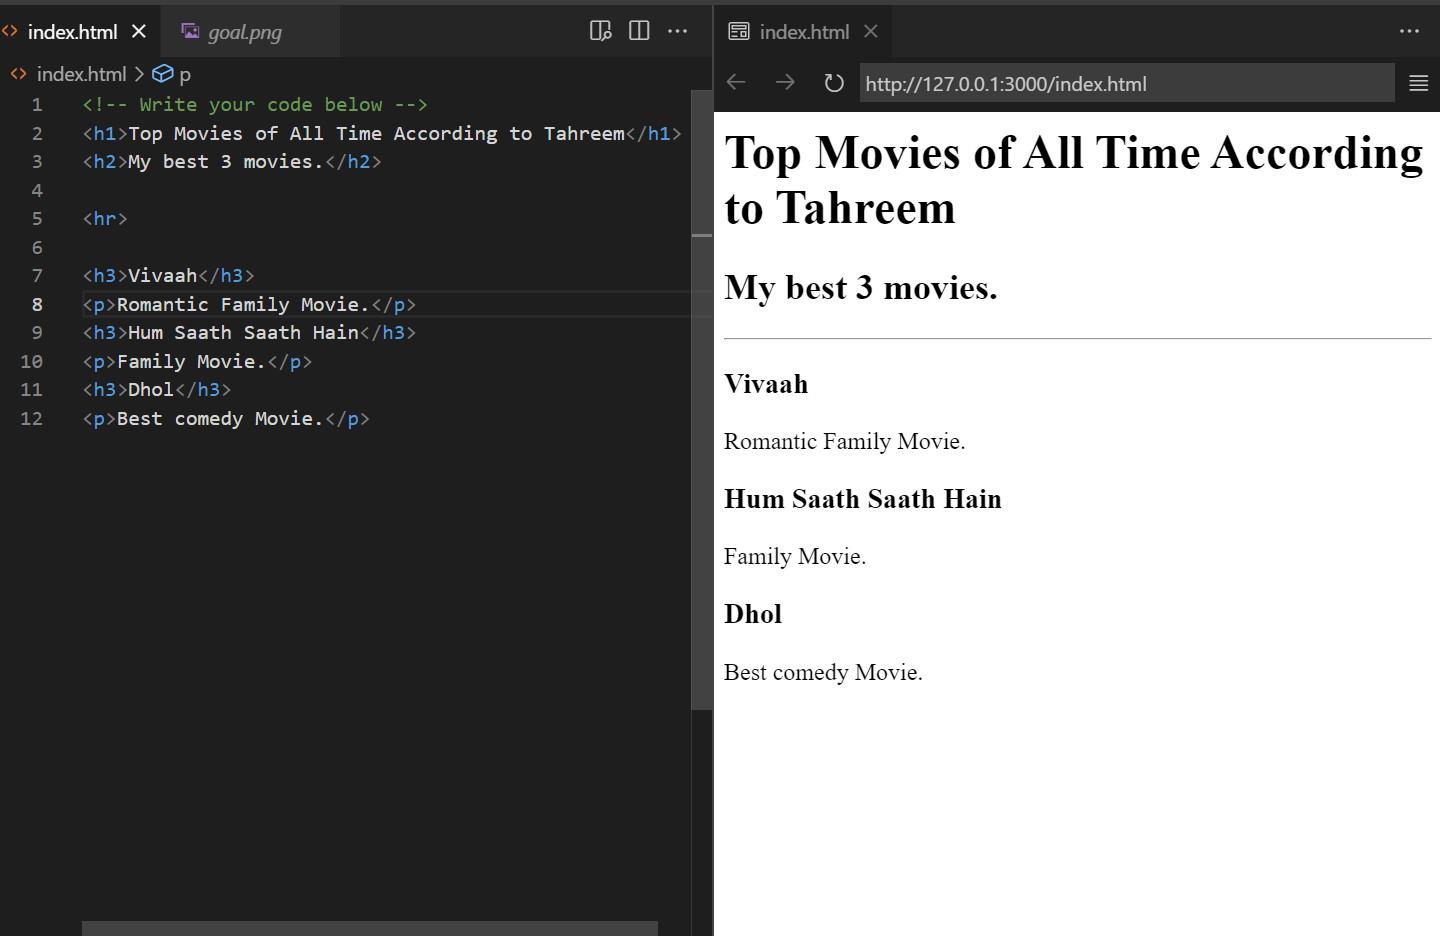 index.html
goal.png
index.html > p
1 <!-- Write your code below -->
2 <h1>Top Movies of All Time According to Tahreem</h1>
3 <h2>My best 3 movies.</h2>
4
5 <hr>
6
7 <h3>Vivaah</h3>
8 <p>Romantic Family Movie.</p>
9 <h3>Hum Saath Saath Hain</h3>
10 <p>Family Movie.</p>
11 <h3>Dhol</h3>
12 <p>Best comedy Movie.</p>
index.html
http://127.0.0.1:3000/index.html
Top Movies of All Time According
to Tahreem
My best 3 movies.
Vivaah
Romantic Family Movie.
Hum Saath Saath Hain
Family Movie.
Dhol
Best comedy Movie.